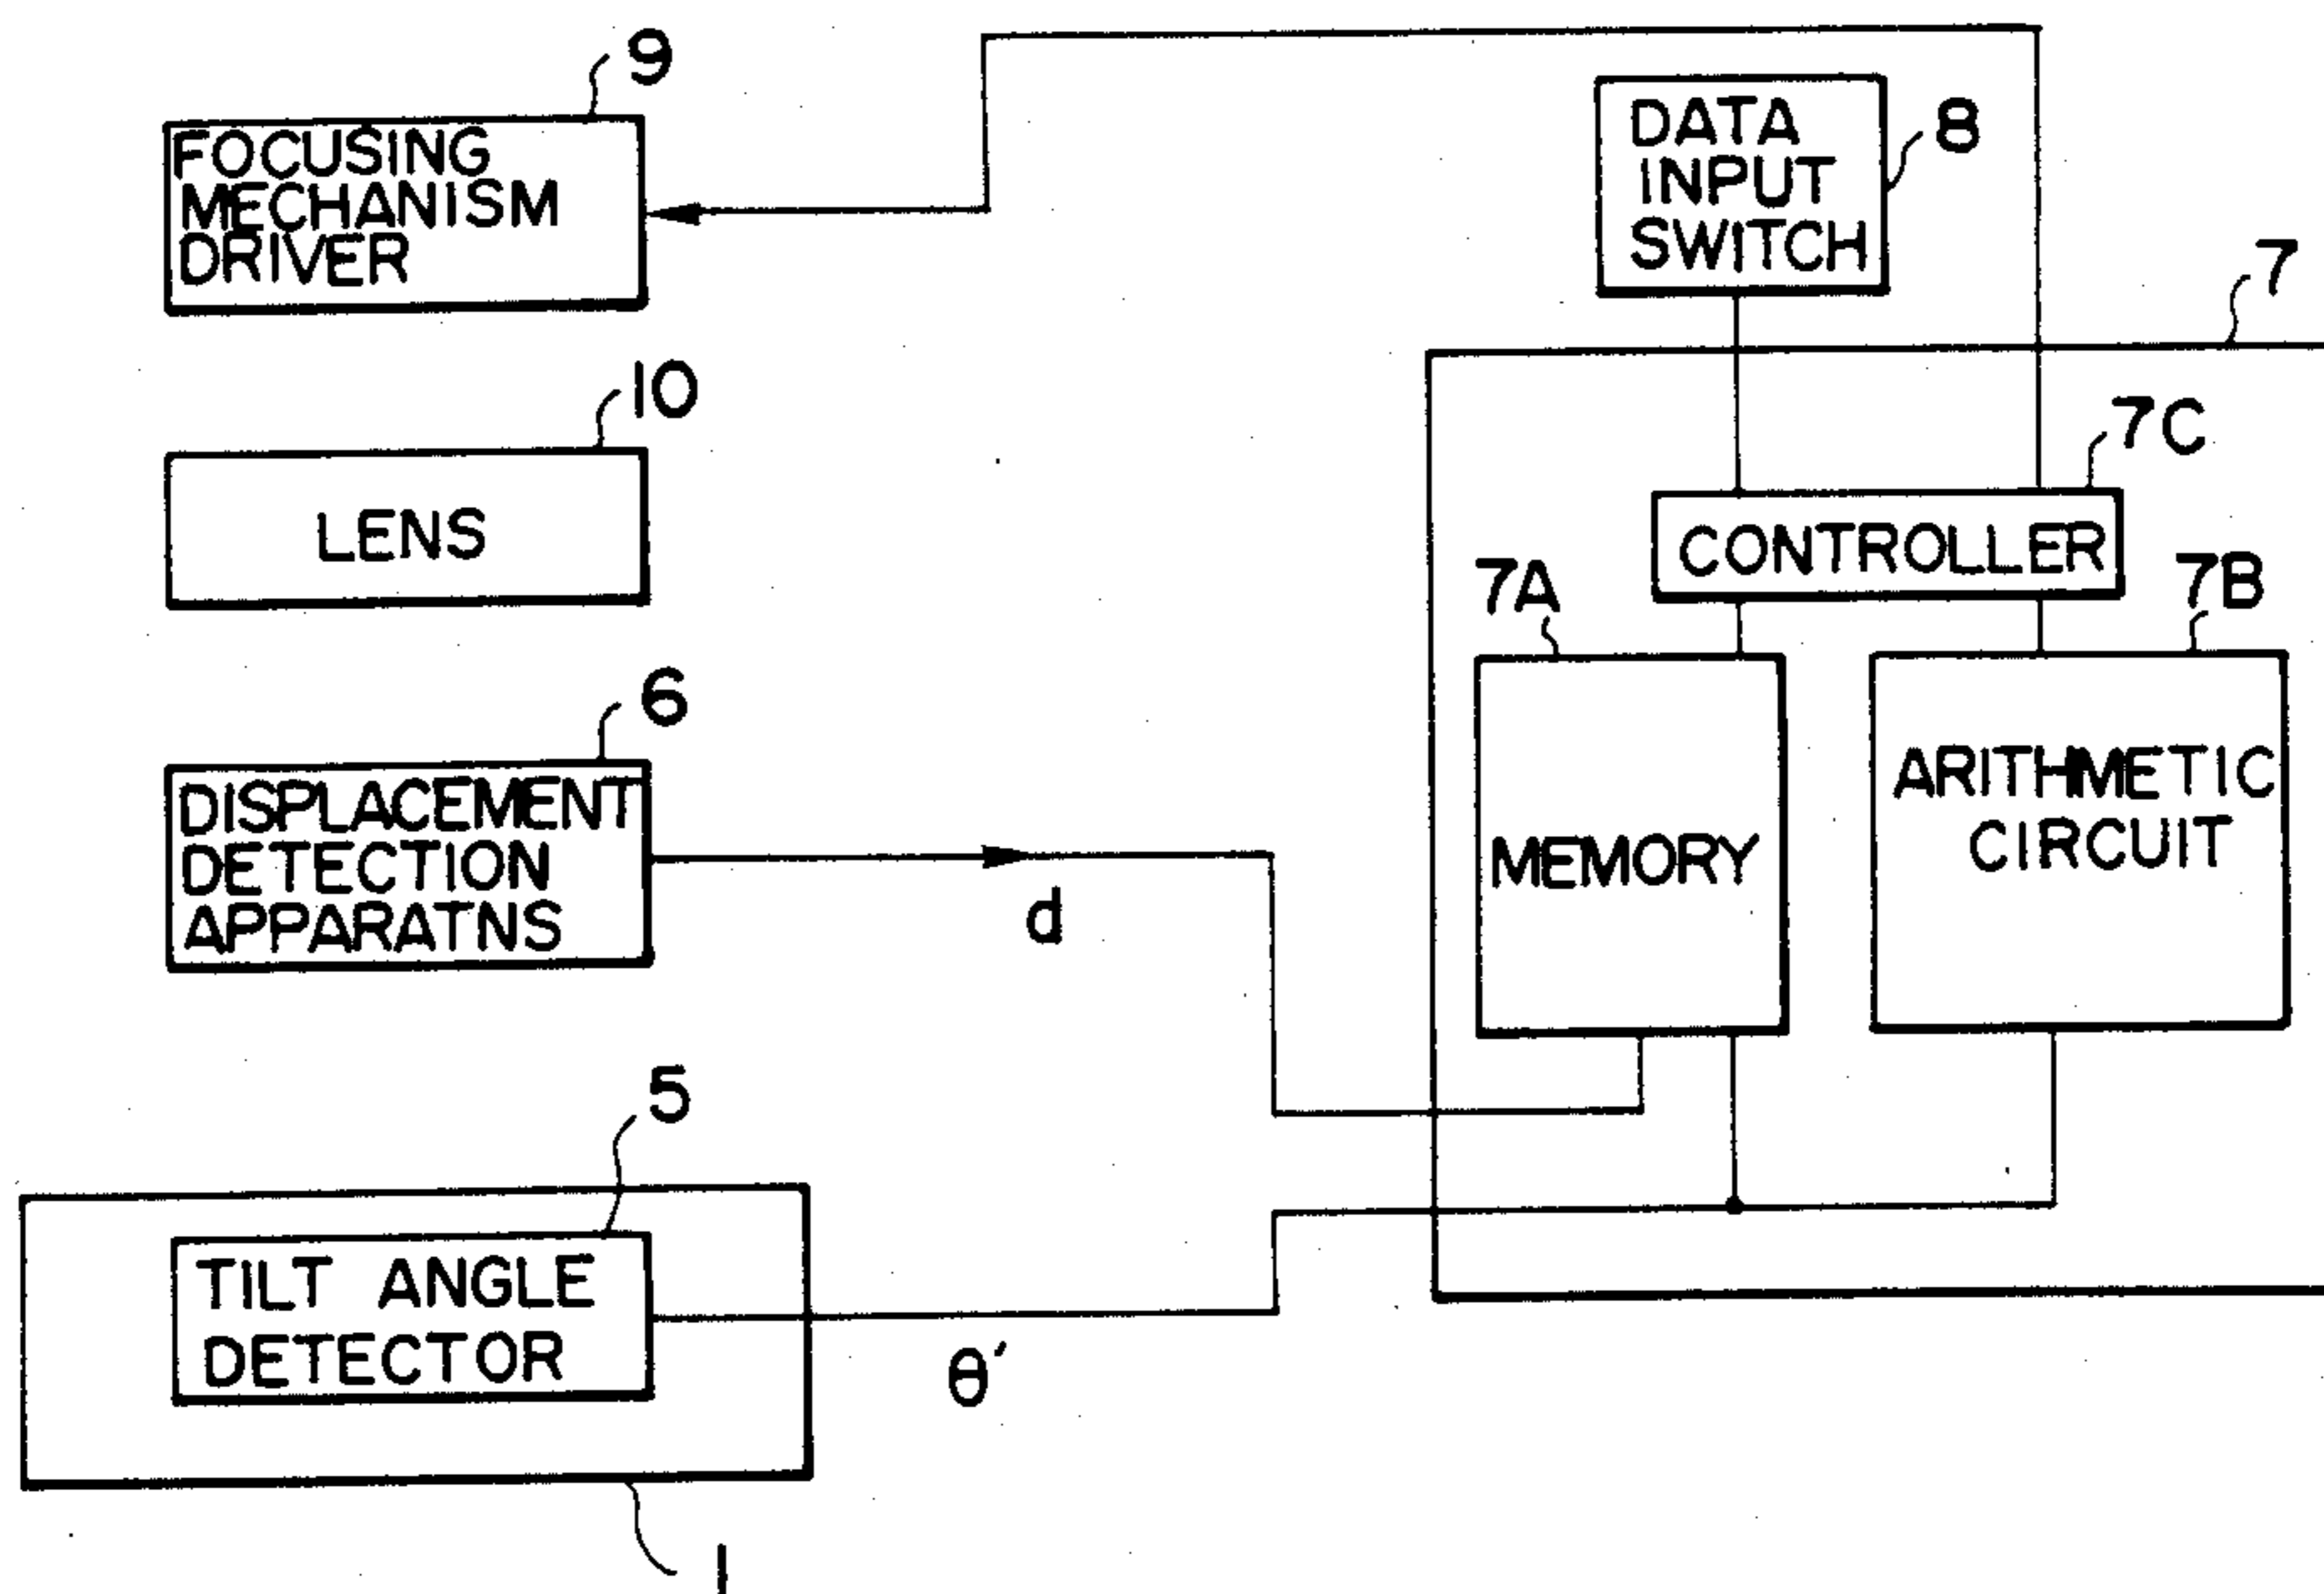 9
FOCUSING
MECHANISM
DRIVER
DATA
INPUT
SWITCH
8
7
10
LENS
7C
CONTROLLER
7A
7B
6
DISPLACEMENT
DETECTION
APPARATNS
d
MEMORY
ARITHMETIC
CIRCUIT
5
TILT ANGLE
DETECTOR
θ′
1